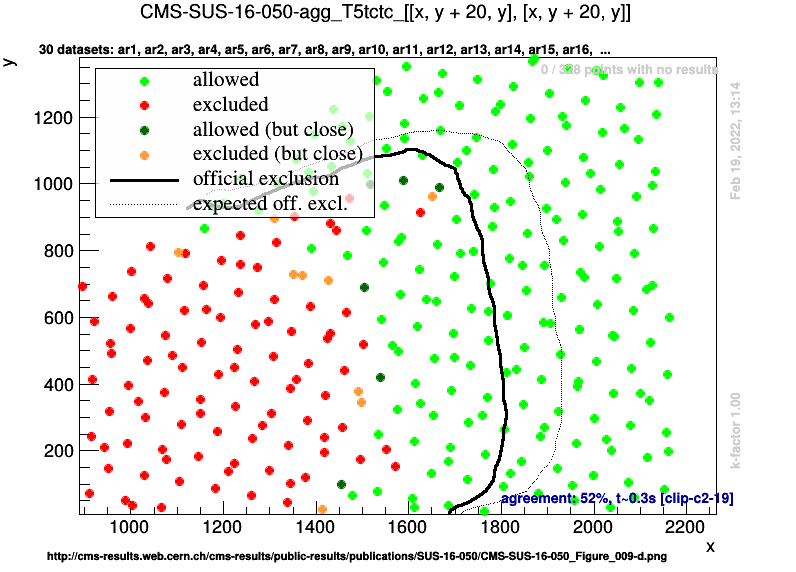 CMS-SUS-16-050-agg_T5tctc_[[x, y + 20, y], [x, y + 20, y]]
y
30 datasets: ar1, ar2, ar3, ar4, ar5, ar6, ar7, ar8, ar9, ar10, ar11, ar12, ar13, ar14, ar15, ar16, ...
0 / 328 points with no results
allowed
excluded
allowed (but close)
excluded (but close)
official exclusion
expected off. excl.
1200
1000
800
600
400
200
Feb 19, 2022, 13:14
k-factor 1.00
agreement: 52%, t~0.3s [clip-c2-19]
1000 1200 1400 1600 1800 2000 2200
x
http://cms-results.web.cern.ch/cms-results/public-results/publications/SUS-16-050/CMS-SUS-16-050_Figure_009-d.png